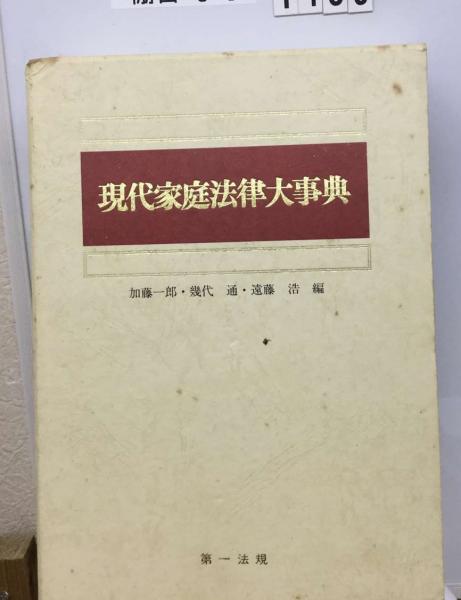 現代家庭法律大事典
加藤一郎・幾代　通・遠藤　浩　編
第一法規